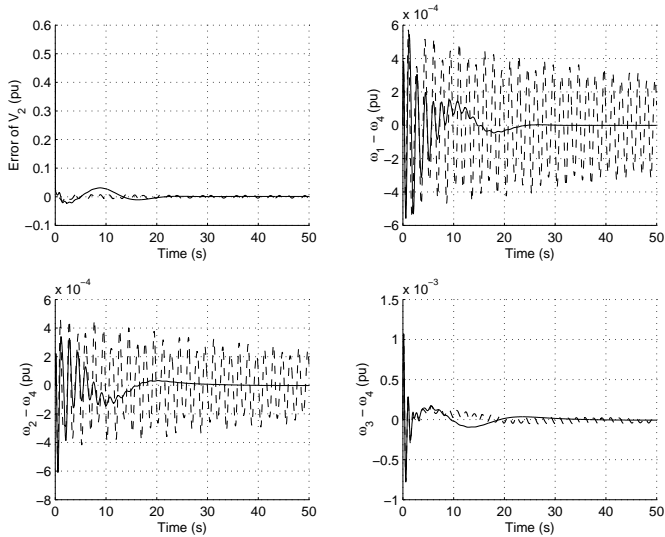 0.6
0.5
0.4
0.3
0.2
0.1
0
−0.1
Error of V2 (pu)
0 10 20 30 40 50
Time (s)
x 10−4
6
4
2
0
−2
−4
−6
ω1 − ω4 (pu)
0 10 20 30 40 50
Time (s)
x 10−4
6
4
2
0
−2
−4
−6
−8
ω2 − ω4 (pu)
0 10 20 30 40 50
Time (s)
x 10−3
1.5
1
0.5
0
−0.5
−1
ω3 − ω4 (pu)
0 10 20 30 40 50
Time (s)